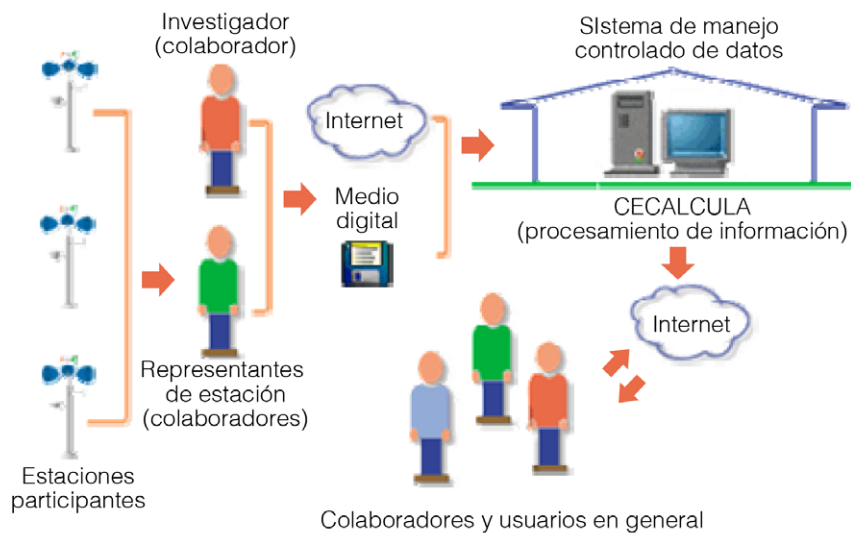 Investigador
(colaborador)
SIstema de manejo
controlado de datos
Internet
Medio
digital
CECALCULA
(procesamiento de información)
Internet
Representantes
de estación
(colaboradores)
Estaciones
participantes
Colaboradores y usuarios en general